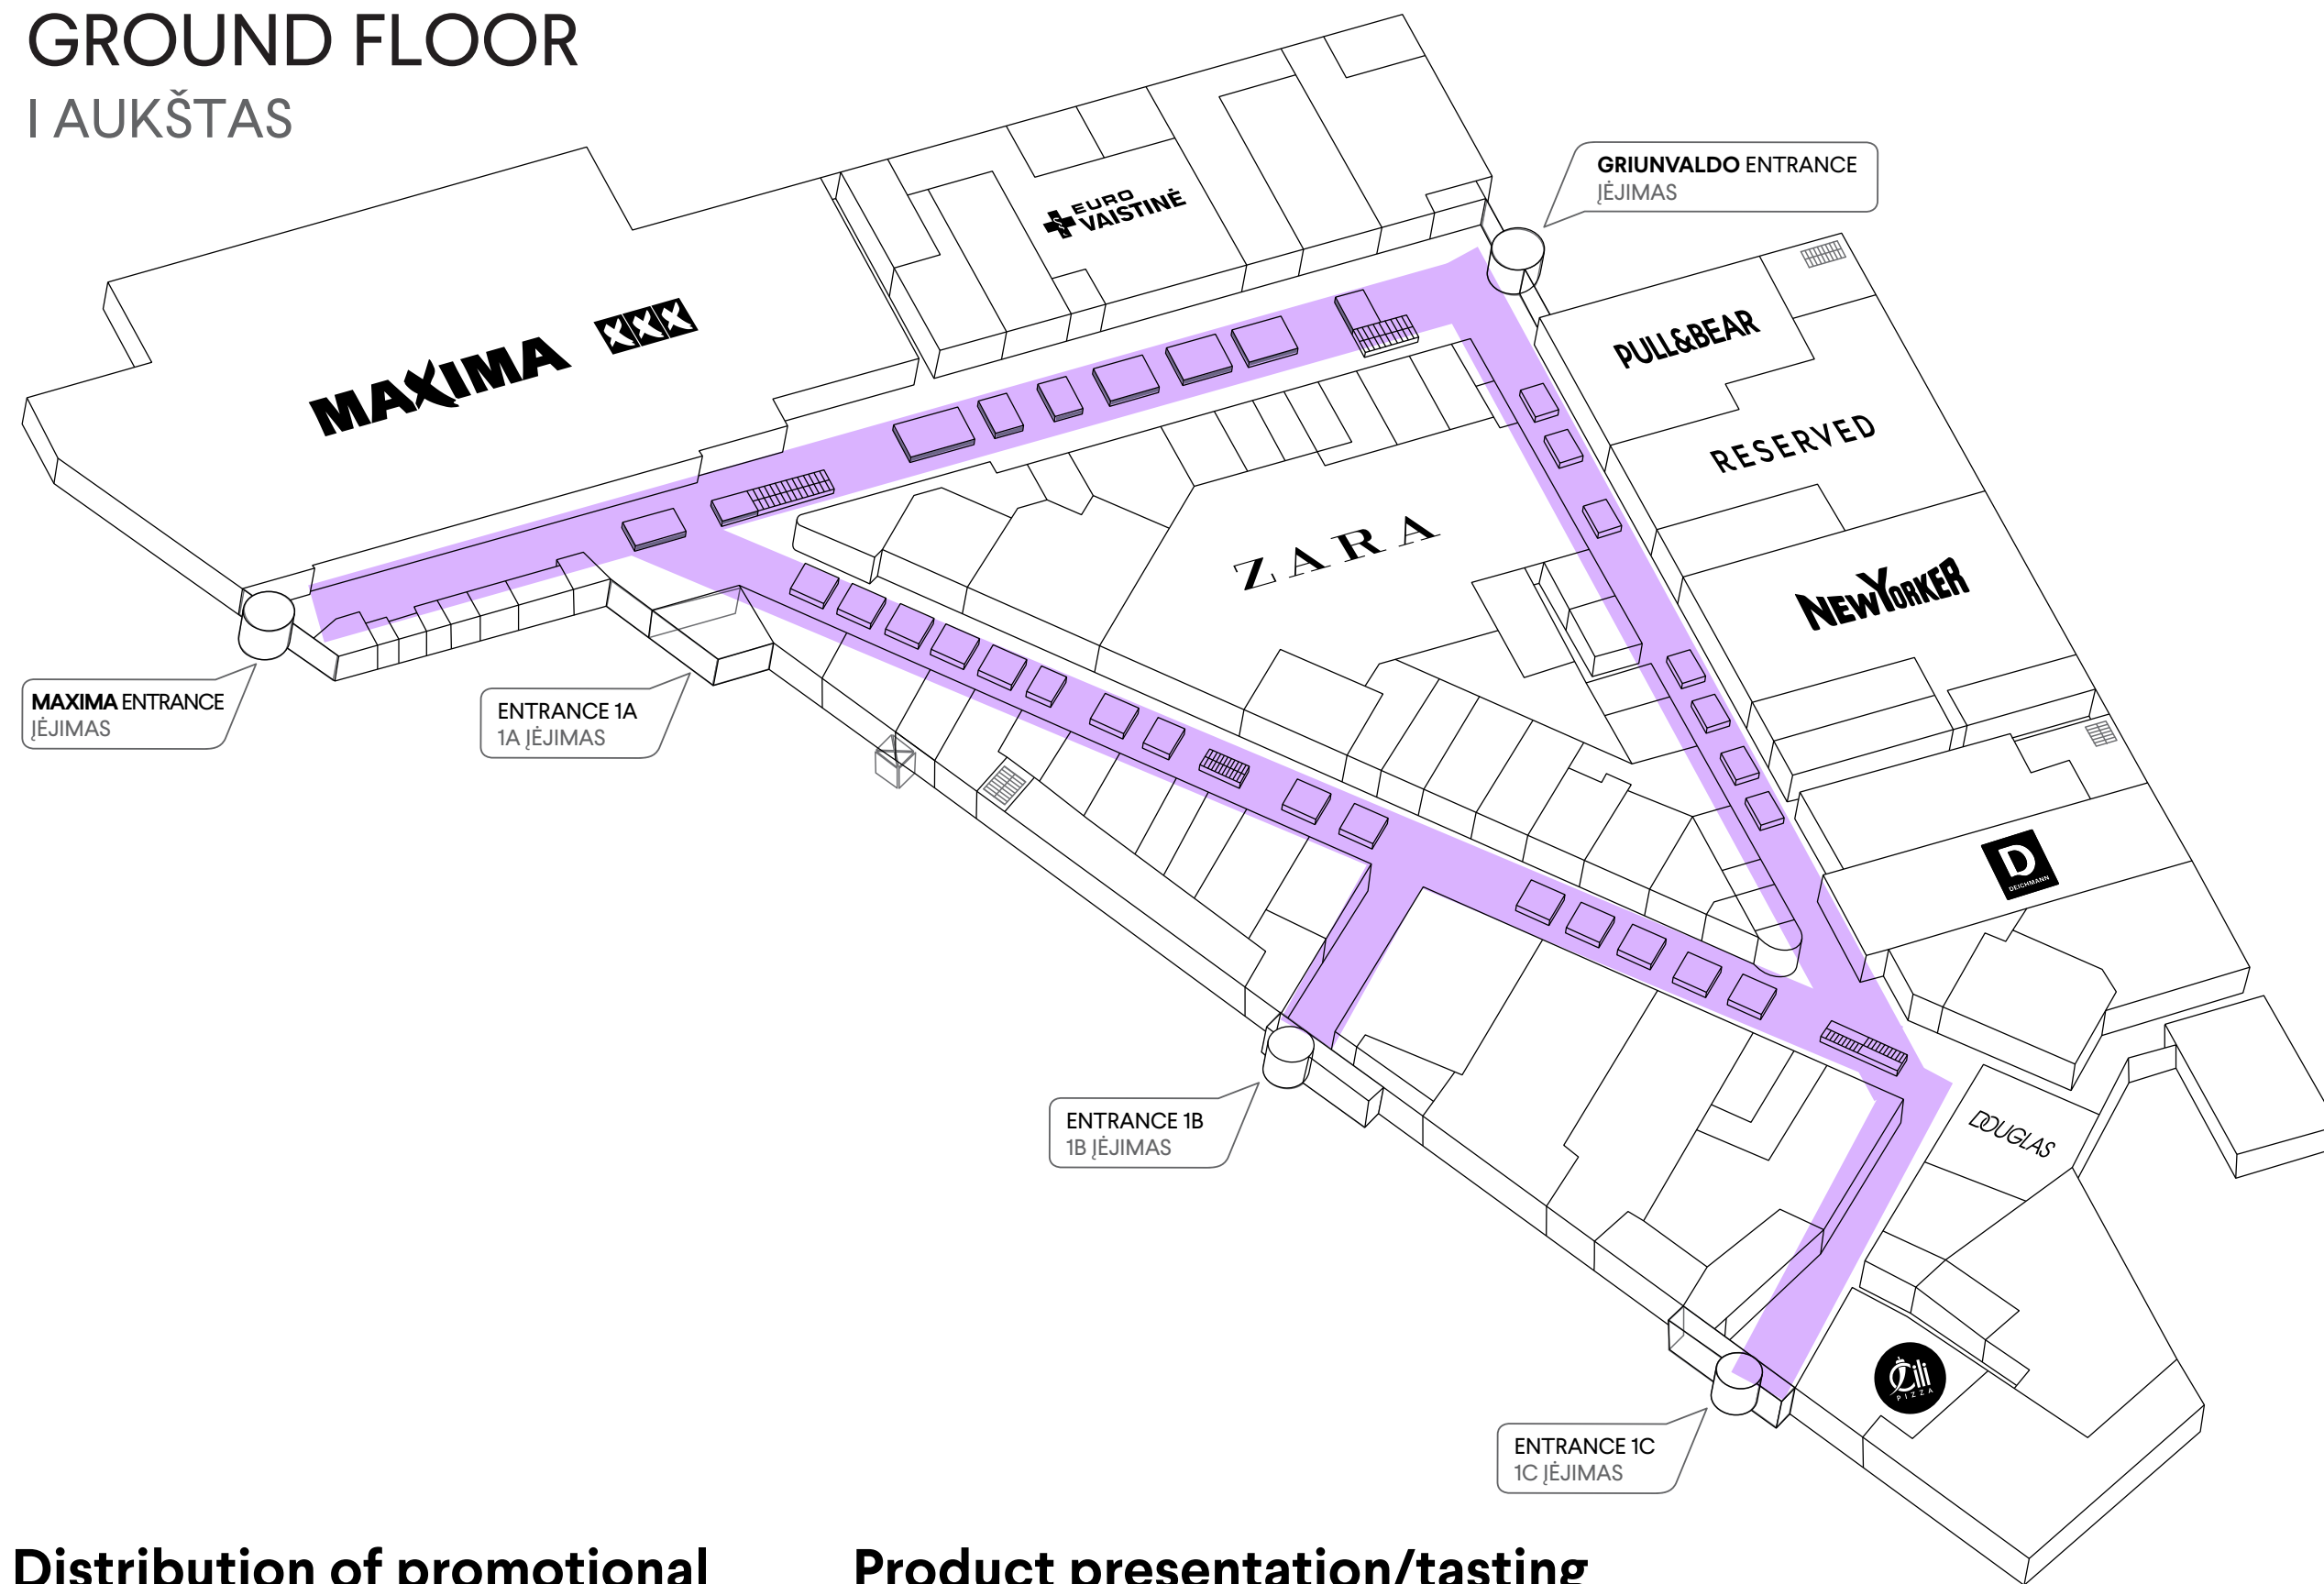 GROUND FLOOR
I AUKŠTAS
GRIUNVALDO ENTRANCE
ĮĖJIMAS
EURO
VAISTINĖ
MAXIMA XXX
PULL&BEAR
RESERVED
ZARA
NEWYORKER
MAXIMA ENTRANCE
ĮĖJIMAS
ENTRANCE 1A
1A ĮĖJIMAS
D
DEICHMANN
ENTRANCE 1B
1B ĮĖJIMAS
DOUGLAS
Čili
PIZZA
ENTRANCE 1C
1C ĮĖJIMAS
Distribution of promotional
Product presentation/tasting